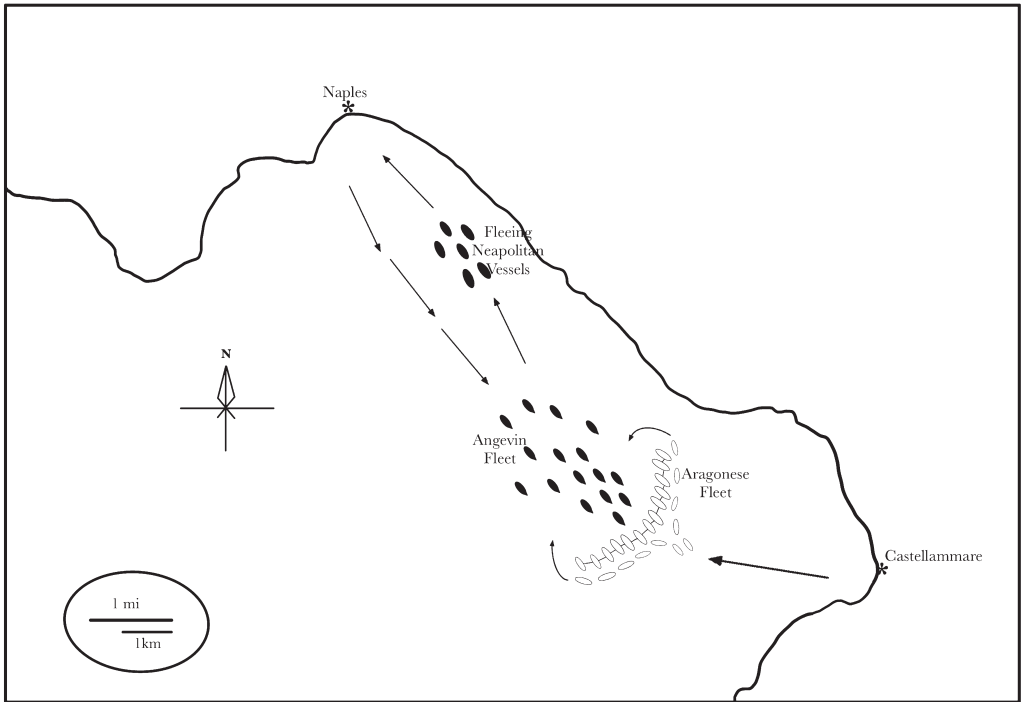 Naples
Fleeing
Neapolitan
Vessels
N
Angevin
Fleet
Aragonese
Fleet
Castellammare
1 mi
1km